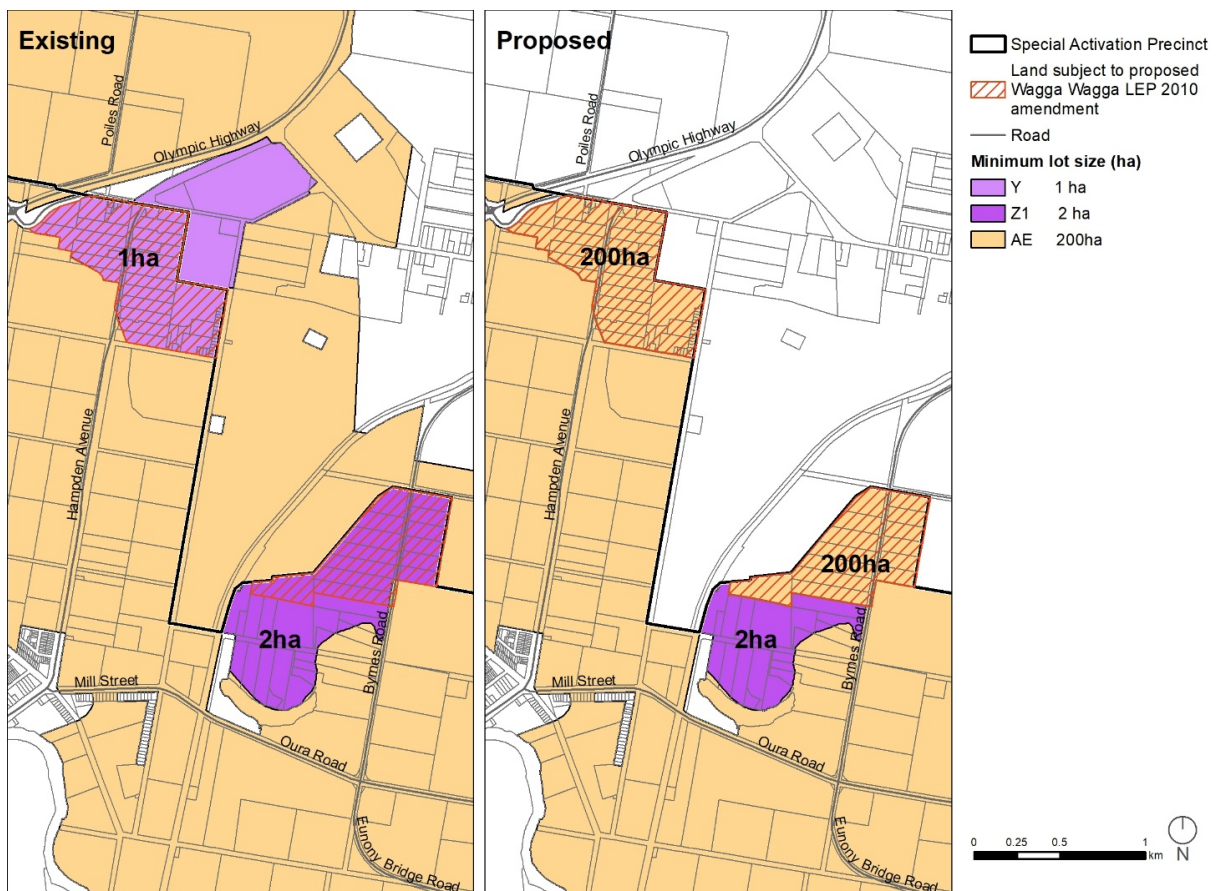 Existing
Poiles Road
Olympic Highway
1ha
Hampden Avenue
2ha
Byrnes Road
Mill Street
Oura Road
Eunony Bridge Road
Proposed
Poiles Road
Olympic Highway
200ha
Hampden Avenue
200ha
2ha
Byrnes Road
Mill Street
Oura Road
Eunony Bridge Road
Special Activation Precinct
Land subject to proposed
Wagga Wagga LEP 2010
amendment
Road
Minimum lot size (ha)
Y 1 ha
Z1 2 ha
AE 200ha
0 0.25 0.5 1
km
N